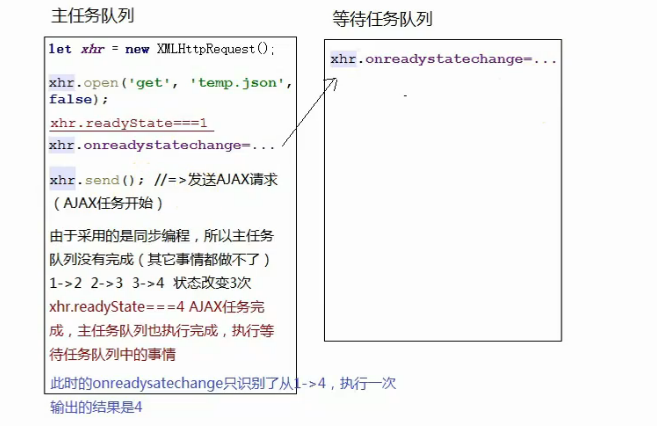 主任务队列
let xhr = new XMLHttpRequest();
xhr.open('get', 'temp.json',
false);
xhr.readyState===1
xhr.onreadystatechange=...
xhr.send(); //=>发送AJAX请求
（AJAX任务开始）
由于采用的是同步编程，所以主任务
队列没有完成（其它事情都做不了）
1->2 2->3 3->4 状态改变3次
xhr.readyState===4 AJAX任务完
成，主任务队列也执行完成，执行等
待任务队列中的事情
此时的onreadysatechange只识别了从1->4，执行一次
输出的结果是4
等待任务队列
xhr.onreadystatechange=...